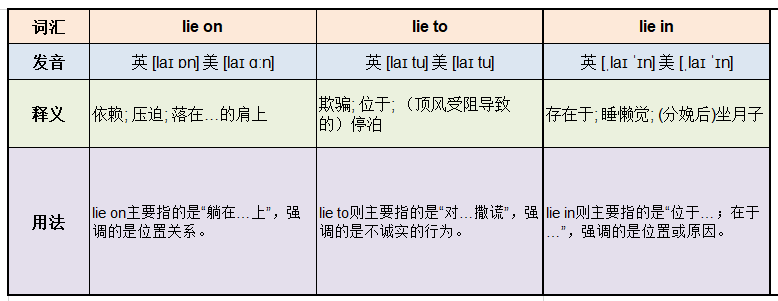 词汇 lie on lie to lie in
发音 英 [laɪ ɒn] 美 [laɪ ɑːn] 英 [laɪ tu] 美 [laɪ tu] 英 [ˌlaɪ ˈɪn] 美 [ˌlaɪ ˈɪn]
释义
依赖; 压迫; 落在…的肩上
欺骗; 位于; （顶风受阻导致
的）停泊
存在于; 睡懒觉; (分娩后)坐月子
用法
lie on主要指的是“躺在…上”，强
调的是位置关系。
lie to则主要指的是“对…撒谎”，强
调的是不诚实的行为。
lie in则主要指的是“位于…；在于
…”，强调的是位置或原因。